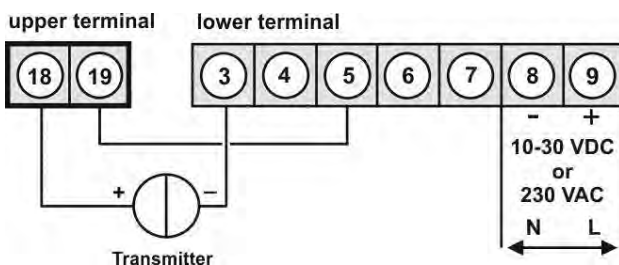 upper terminal lower terminal
18 19 3 4 5 6 7 8 9
- +
10-30 VDC
or
230 VAC
+ −
N L
Transmitter